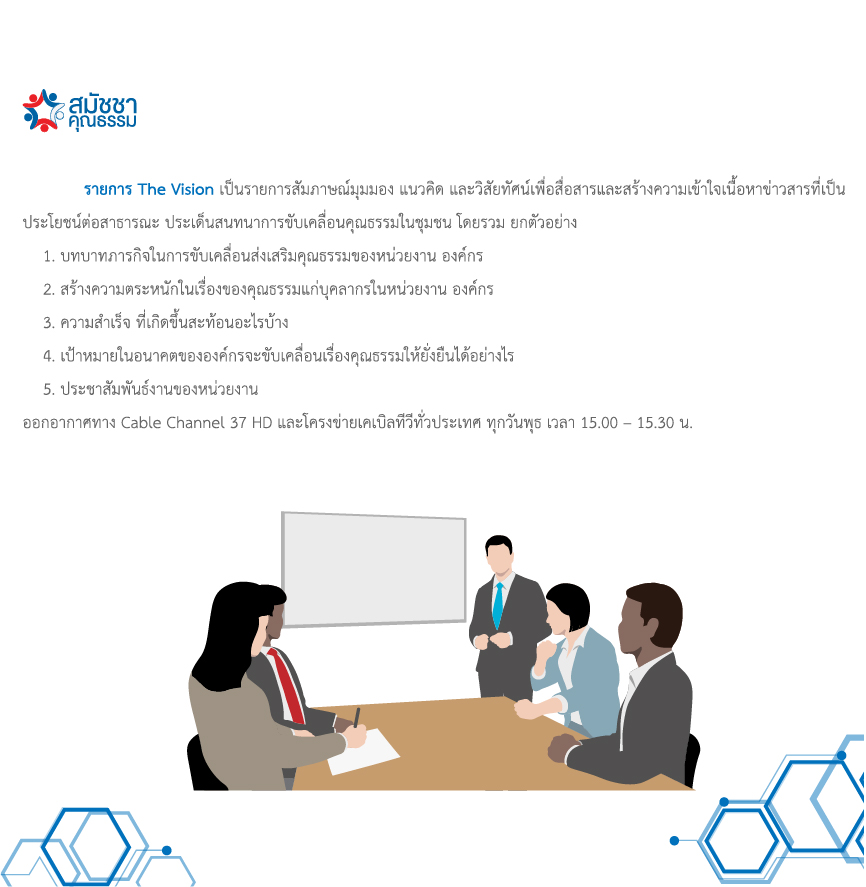 สมัชชา
คุณธรรม
รายการ The Vision เป็นรายการสัมภาษณ์มุมมอง แนวคิด และวิสัยทัศน์เพื่อสื่อสารและสร้างความเข้าใจเนื้อหาข่าวสารที่เป็น
ประโยชน์ต่อสาธารณะ ประเด็นสนทนาการขับเคลื่อนคุณธรรมในชุมชน โดยรวม ยกตัวอย่าง
1. บทบาทภารกิจในการขับเคลื่อนส่งเสริมคุณธรรมของหน่วยงาน องค์กร
2. สร้างความตระหนักในเรื่องของคุณธรรมแก่บุคลากรในหน่วยงาน องค์กร
3. ความสำเร็จ ที่เกิดขึ้นสะท้อนอะไรบ้าง
4. เป้าหมายในอนาคตขององค์กรจะขับเคลื่อนเรื่องคุณธรรมให้ยั่งยืนได้อย่างไร
5. ประชาสัมพันธ์งานของหน่วยงาน
ออกอากาศทาง Cable Channel 37 HD และโครงข่ายเคเบิลทีวีทั่วประเทศ ทุกวันพุธ เวลา 15.00 – 15.30 น.